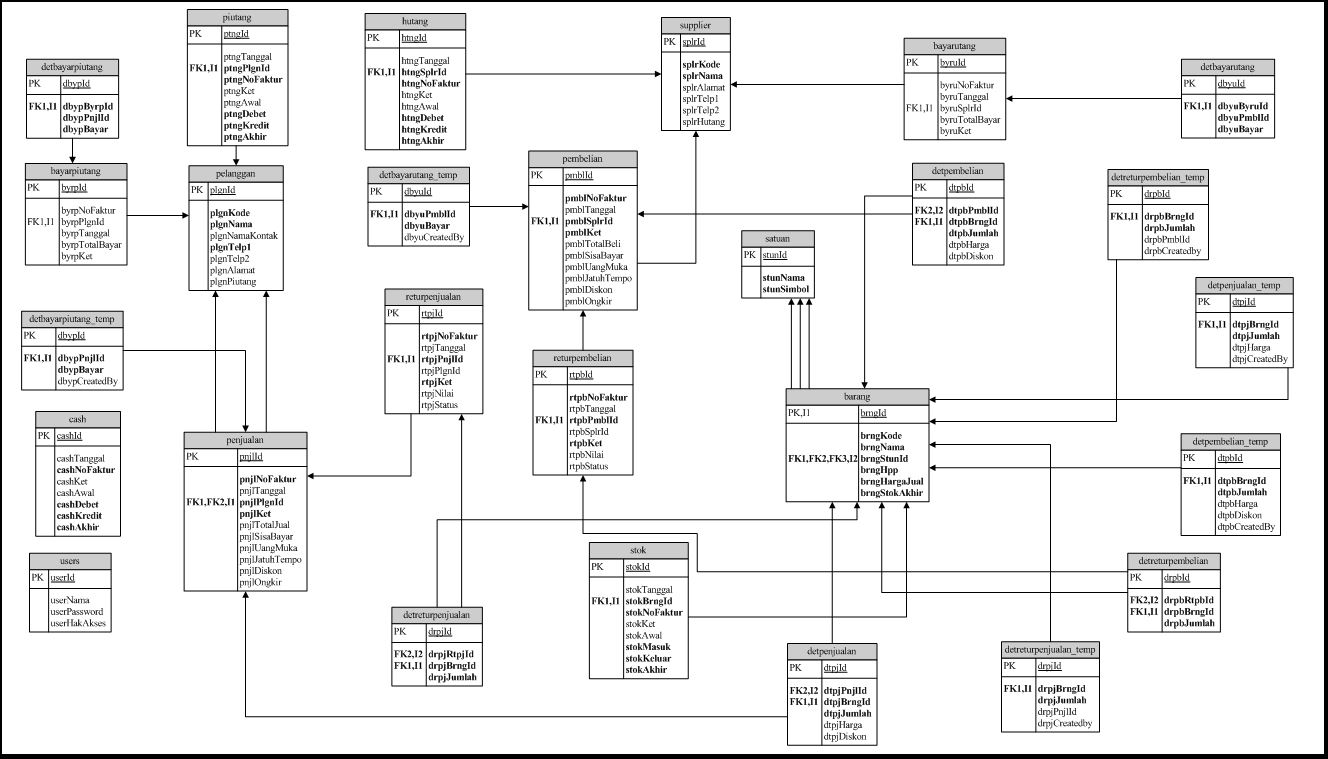 piutang
PK ptngId
ptngTanggal
FK1,I1 ptngPlgnId
ptngNoFaktur
ptngKet
ptngAwal
ptngDebet
ptngKredit
ptngAkhir
hutang
PK htngId
htngTanggal
FK1,I1 htngSplrId
htngNoFaktur
htngKet
htngAwal
htngDebet
htngKredit
htngAkhir
supplier
PK splrId
splrKode
splrNama
splrAlamat
splrTelp1
splrTelp2
splrHutang
bayarutang
PK byruId
byruNoFaktur
byruTanggal
FK1,I1 byruSplrId
byruTotalBayar
byruKet
detbayarutang
PK dbyuId
FK1,I1 dbyuByruId
dbyuPmblId
dbyuBayar
detbayarpiutang
PK dbypId
FK1,I1 dbypByrpId
dbypPnjlId
dbypBayar
bayarpiutang
PK byrpId
byrpNoFaktur
FK1,I1 byrpPlgnId
byrpTanggal
byrpTotalBayar
byrpKet
pelanggan
PK plgnId
plgnKode
plgnNama
plgnNamaKontak
plgnTelp1
plgnTelp2
plgnAlamat
plgnPiutang
detbayarutang_temp
PK dbyuId
FK1,I1 dbyuPmblId
dbyuBayar
dbyuCreatedBy
pembelian
PK pmblId
pmblNoFaktur
pmblTanggal
FK1,I1 pmblSplrId
pmblKet
pmblTotalBeli
pmblSisaBayar
pmblUangMuka
pmblJatuhTempo
pmblDiskon
pmblOngkir
detpembelian
PK dtpbId
FK2,I2 dtpbPmblId
FK1,I1 dtpbBrngId
dtpbJumlah
dtpbHarga
dtpbDiskon
detreturpembelian_temp
PK drpbId
FK1,I1 drpbBrngId
drpbJumlah
drpbPmblId
drpbCreatedby
satuan
PK stunId
stunNama
stunSimbol
detpenjualan_temp
PK dtpjId
FK1,I1 dtpjBrngId
dtpjJumlah
dtpjHarga
dtpjCreatedBy
detbayarpiutang_temp
PK dbypId
FK1,I1 dbypPnjlId
dbypBayar
dbypCreatedBy
returpenjualan
PK rtpjId
rtpjNoFaktur
rtpjTanggal
FK1,I1 rtpjPnjlId
rtpjPlgnId
rtpjKet
rtpjNilai
rtpjStatus
returpembelian
PK rtpbId
rtpbNoFaktur
rtpbTanggal
FK1,I1 rtpbPmblId
rtpbSplrId
rtpbKet
rtpbNilai
rtpbStatus
barang
PK,I1 brngId
brngKode
brngNama
FK1,FK2,FK3,I2 brngStunId
brngHpp
brngHargaJual
brngStokAkhir
cash
PK cashId
cashTanggal
cashNoFaktur
cashKet
cashAwal
cashDebet
cashKredit
cashAkhir
penjualan
PK pnjlId
pnjlNoFaktur
pnjlTanggal
FK1,FK2,I1 pnjlPlgnId
pnjlKet
pnjlTotalJual
pnjlSisaBayar
pnjlUangMuka
pnjlJatuhTempo
pnjlDiskon
pnjlOngkir
detpembelian_temp
PK dtpbId
FK1,I1 dtpbBrngId
dtpbJumlah
dtpbHarga
dtpbDiskon
dtpbCreatedBy
users
PK userId
userNama
userPassword
userHakAkses
stok
PK stokId
stokTanggal
FK1,I1 stokBrngId
stokNoFaktur
stokKet
stokAwal
stokMasuk
stokKeluar
stokAkhir
detreturpembelian
PK drpbId
FK2,I2 drpbRtpbId
FK1,I1 drpbBrngId
drpbJumlah
detreturpenjualan
PK drpjId
FK2,I2 drpjRtpjId
FK1,I1 drpjBrngId
drpjJumlah
detpenjualan
PK dtpjId
FK2,I2 dtpjPnjlId
FK1,I1 dtpjBrngId
dtpjJumlah
dtpjHarga
dtpjDiskon
detreturpenjualan_temp
PK drpjId
FK1,I1 drpjBrngId
drpjJumlah
drpjPnjlId
drpjCreatedby